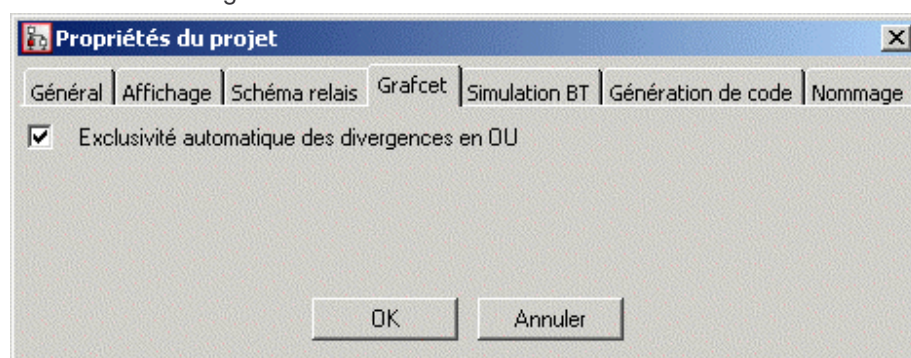 Propriétés du projet
Général Affichage Schéma relais Grafcet Simulation BT Génération de code Nommage
Exclusivité automatique des divergences en OU
OK Annuler